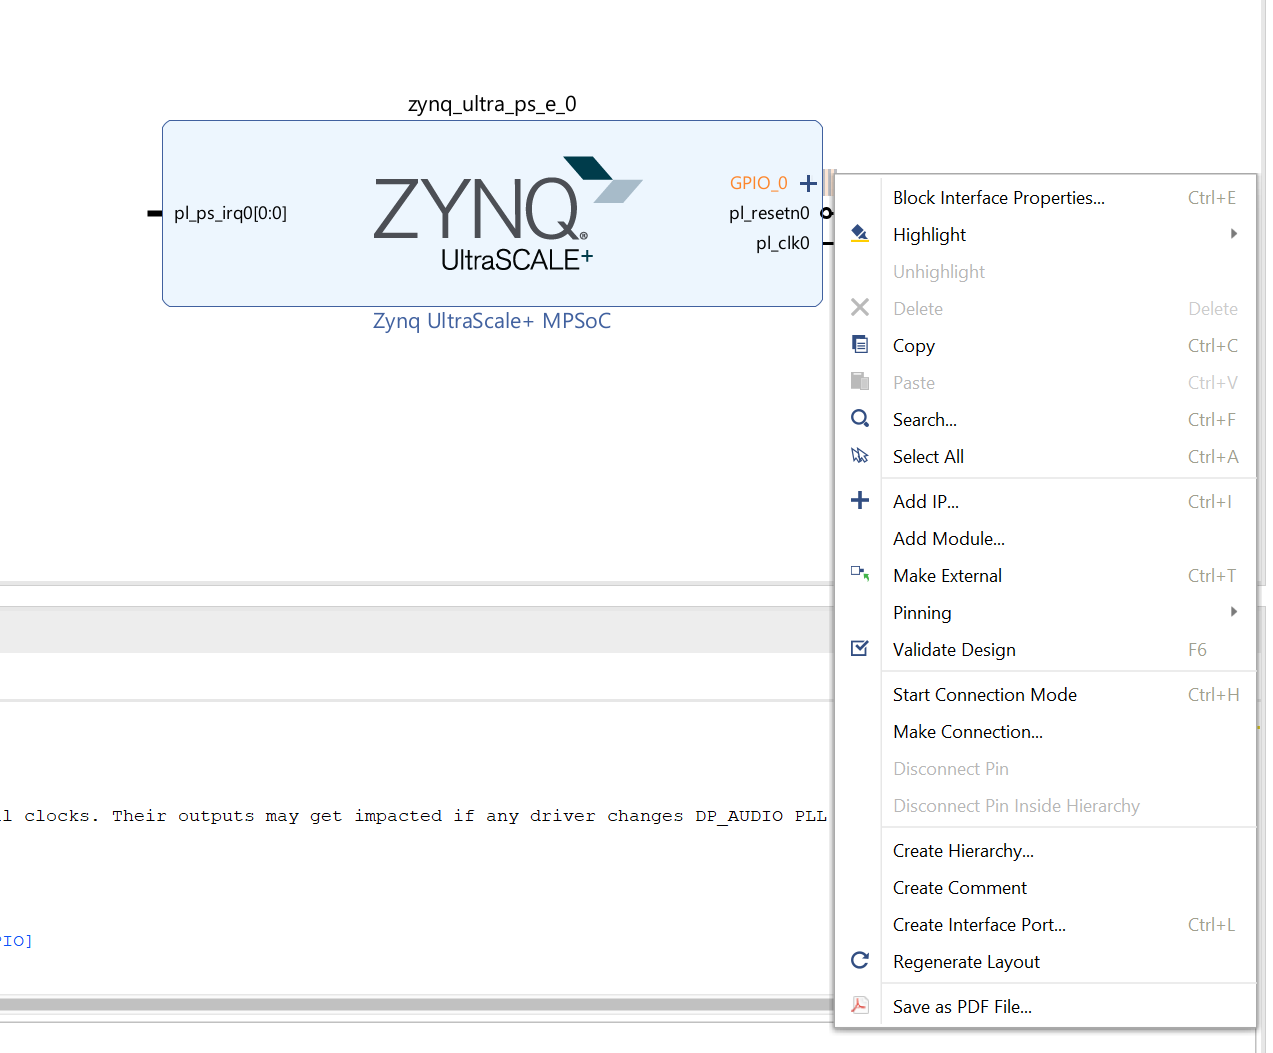 zynq_ultra_ps_e_0
ZYNQ®
UltraSCALE+
pl_ps_irq0[0:0]
GPIO_0
pl_resetn0
pl_clk0
Zynq UltraScale+ MPSoC
Block Interface Properties... Ctrl+E
Highlight
Unhighlight
Delete Delete
Copy Ctrl+C
Paste Ctrl+V
Search... Ctrl+F
Select All Ctrl+A
Add IP... Ctrl+I
Add Module...
Make External Ctrl+T
Pinning
Validate Design F6
Start Connection Mode Ctrl+H
Make Connection...
Disconnect Pin
Disconnect Pin Inside Hierarchy
Create Hierarchy...
Create Comment
Create Interface Port... Ctrl+L
Regenerate Layout
Save as PDF File...
l clocks. Their outputs may get impacted if any driver changes DP_AUDIO PLL
PIO]